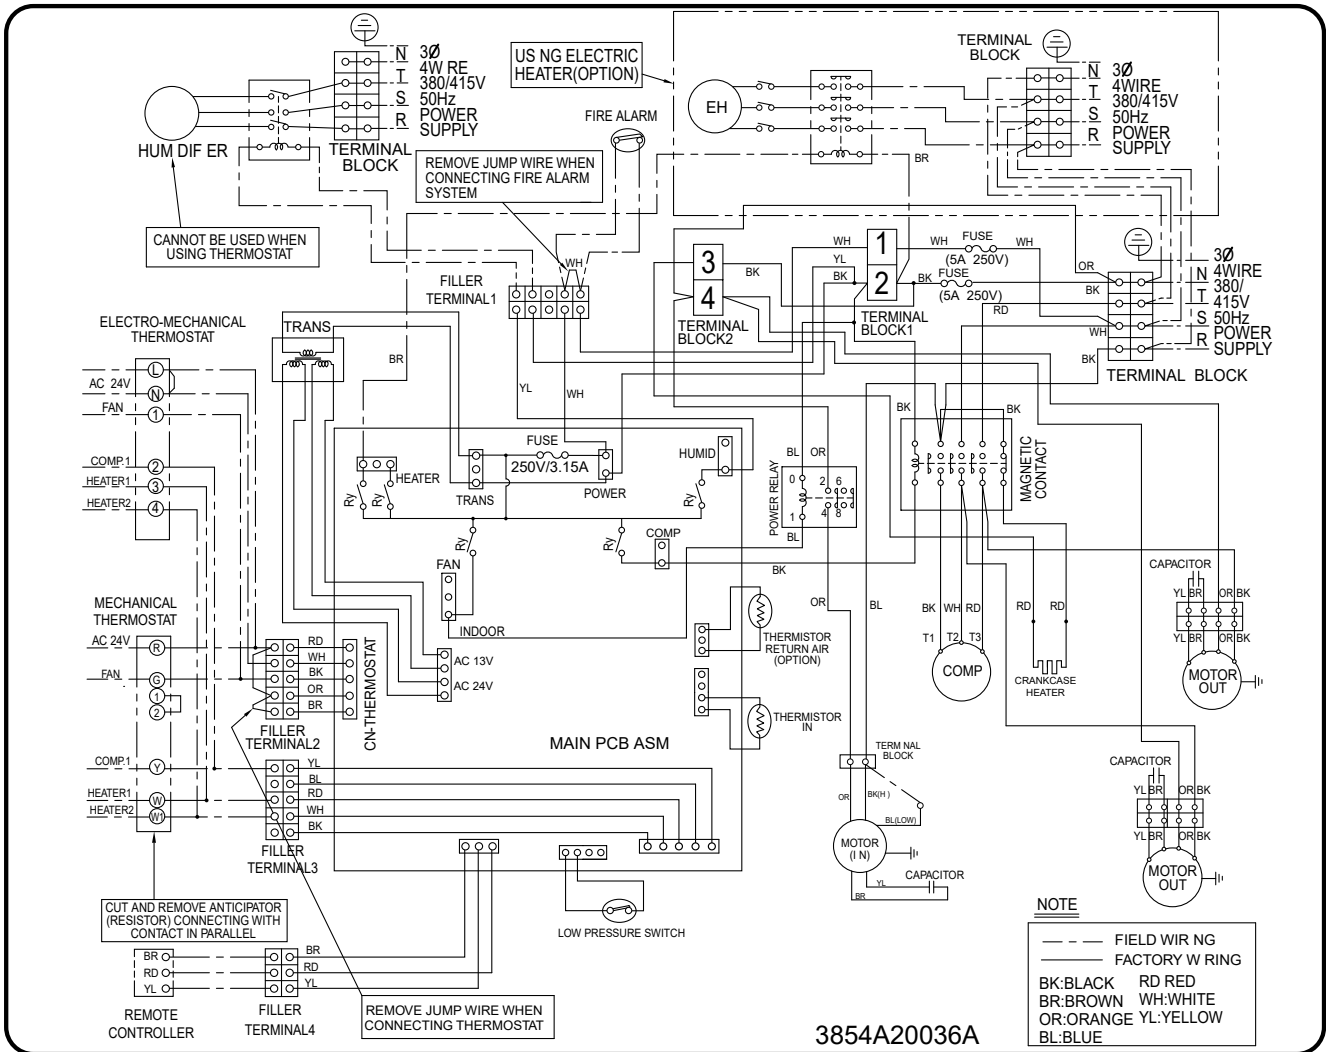 N 3Ø
T 4W RE
380/415V
S 50Hz
R POWER
SUPPLY
TERMINAL
BLOCK
HUM DIF ER
CANNOT BE USED WHEN
USING THERMOSTAT
US NG ELECTRIC
HEATER(OPTION)
FIRE ALARM
REMOVE JUMP WIRE WHEN
CONNECTING FIRE ALARM
SYSTEM
EH
BR
TERMINAL
BLOCK
N 3Ø
T 4WIRE
380/415V
S 50Hz
R POWER
SUPPLY
WH
FILLER
TERMINAL1
3
4
BK
TERMINAL
BLOCK2
WH
YL
BK
1
2
TERMINAL
BLOCK1
WH
FUSE
WH
(5A 250V)
BK
FUSE
(5A 250V)
OR
BK
RD
WH
BK
3Ø
N 4WIRE
380/
T 415V
S 50Hz
POWER
R SUPPLY
TERMINAL BLOCK
ELECTRO-MECHANICAL
THERMOSTAT
TRANS
BR
YL
WH
L
AC 24V
N
FAN
1
COMP.1
2
HEATER1
3
HEATER2
4
FUSE
250V/3.15A
HUMID
HEATER
TRANS
POWER
Ry
Ry
Ry
Ry
Ry
FAN
COMP
INDOOR
BK
BL
OR
POWER RELAY
0
2
6
1
4
8
BL
BK
BK
MAGNETIC
CONTACT
MECHANICAL
THERMOSTAT
AC 24V
R
FAN
G
1
2
COMP.1
Y
HEATER1
W
HEATER2
W1
RD
WH
BK
OR
BR
CN-THERMOSTAT
FILLER
TERMINAL2
AC 13V
AC 24V
THERMISTOR
RETURN AIR
(OPTION)
THERMISTOR
IN
MAIN PCB ASM
YL
BL
RD
WH
BK
FILLER
TERMINAL3
OR
BL
BK
WH
RD
T1
T2
T3
COMP
RD
RD
CRANKCASE
HEATER
CAPACITOR
YL
BR
OR
BK
YL
BR
OR
BK
MOTOR
OUT
CAPACITOR
YL
BR
OR
BK
YL
BR
OR
BK
MOTOR
OUT
TERM NAL
BLOCK
OR
BK(H )
BL(LOW)
MOTOR
(I N)
YL
CAPACITOR
BR
LOW PRESSURE SWITCH
CUT AND REMOVE ANTICIPATOR
(RESISTOR) CONNECTING WITH
CONTACT IN PARALLEL
BR
RD
YL
REMOTE
CONTROLLER
BR
RD
YL
FILLER
TERMINAL4
REMOVE JUMP WIRE WHEN
CONNECTING THERMOSTAT
3854A20036A
NOTE
FIELD WIR NG
FACTORY W RING
BK:BLACK RD RED
BR:BROWN WH:WHITE
OR:ORANGE YL:YELLOW
BL:BLUE